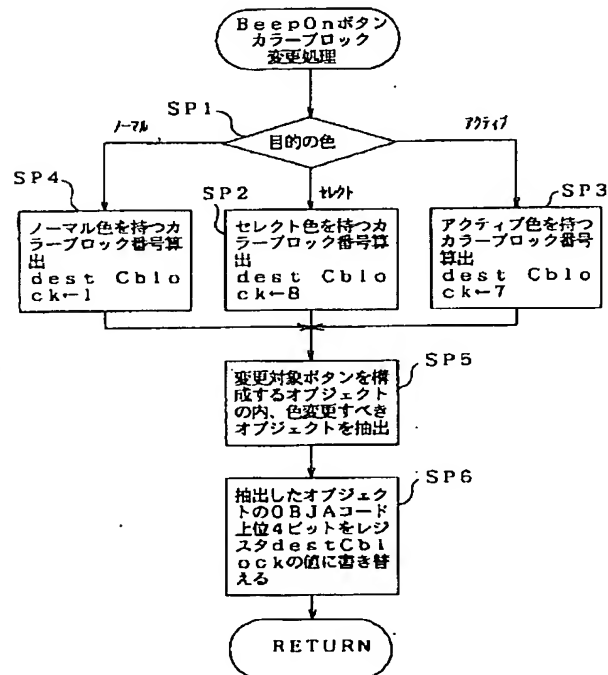 BeepOnボタン
カラーブロック
変更処理
SP1
目的の色
ノーマル
セレクト
アクティブ
SP4
ノーマル色を持つカ
ラーブロック番号算
出
dest Cblo
ck←1
SP2
セレクト色を持つカ
ラーブロック番号算
出
dest Cblo
ck←8
SP3
アクティブ色を持つ
カラーブロック番号
算出
dest Cblo
ck←7
SP5
変更対象ボタンを構
成するオブジェクト
の内、色変更すべき
オブジェクトを抽出
SP6
抽出したオブジェク
トのOBJAコード
上位4ビットをレジ
スタdestCbl
ockの値に書き替
える
RETURN